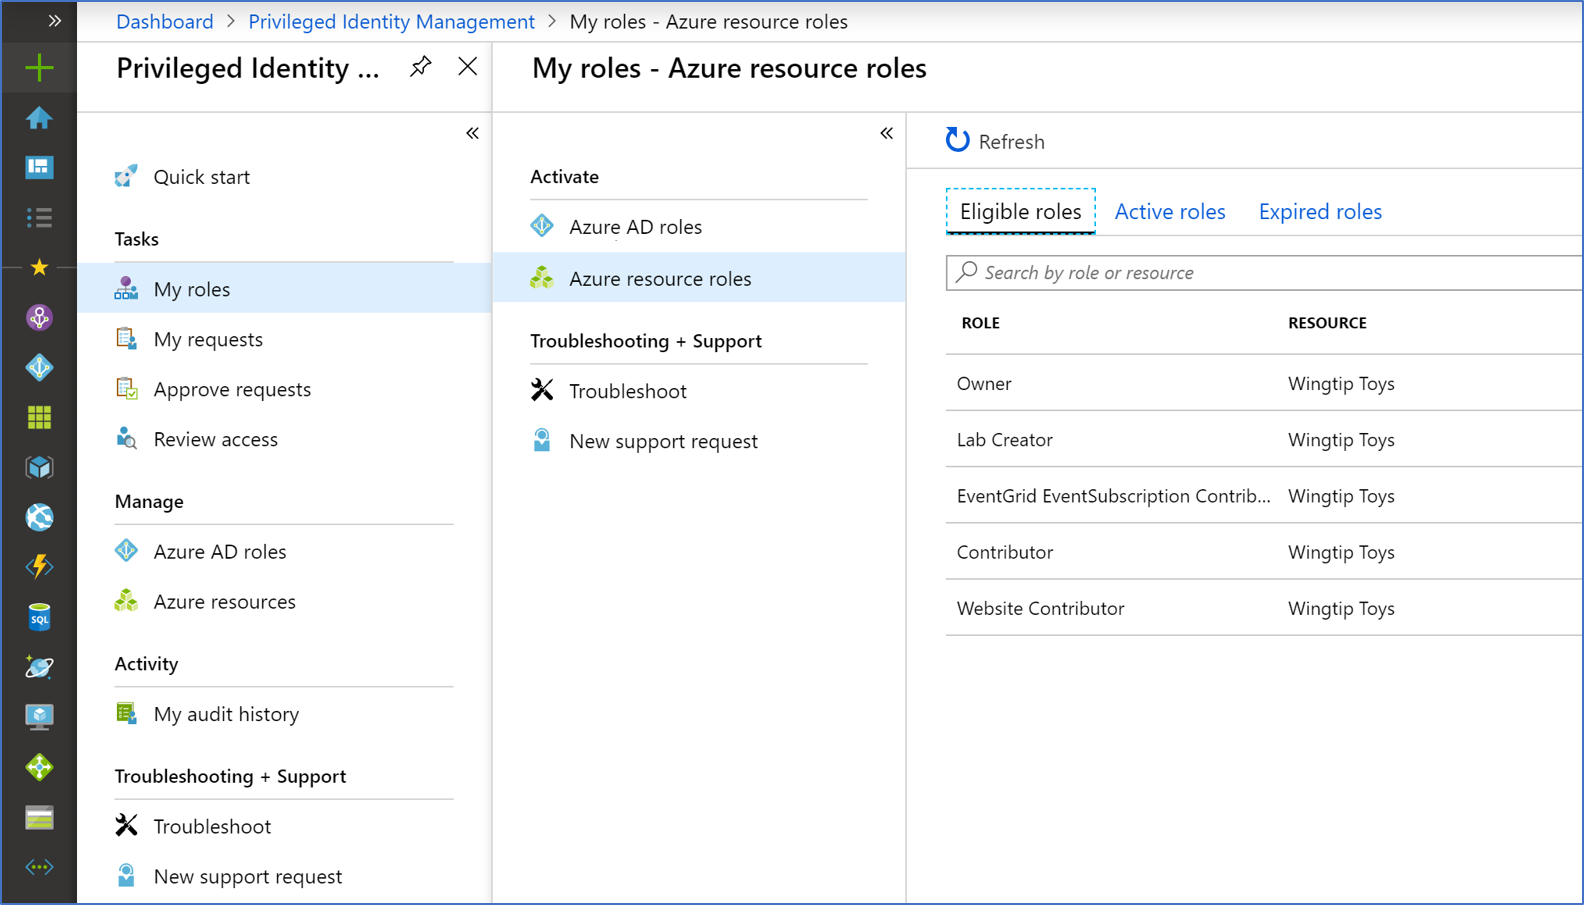 Dashboard > Privileged Identity Management > My roles - Azure resource roles
Privileged Identity ...
Quick start
Tasks
My roles
My requests
Approve requests
Review access
Manage
Azure AD roles
Azure resources
Activity
My audit history
Troubleshooting + Support
Troubleshoot
New support request
My roles - Azure resource roles
Activate
Azure AD roles
Azure resource roles
Troubleshooting + Support
Troubleshoot
New support request
Refresh
Eligible roles Active roles Expired roles
Search by role or resource
ROLE RESOURCE
Owner Wingtip Toys
Lab Creator Wingtip Toys
EventGrid EventSubscription Contrib... Wingtip Toys
Contributor Wingtip Toys
Website Contributor Wingtip Toys
SQL